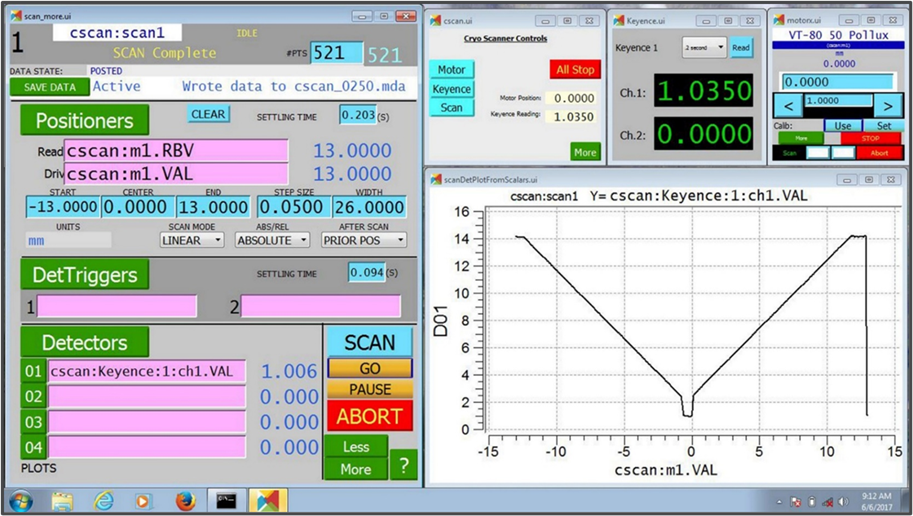 scan_more.ui
1
cscan:scan1
IDLE
SCAN Complete
#PTS 521 521
DATA STATE: POSTED
SAVE DATA Active Wrote data to cscan_0250.mda
Positioners
CLEAR
SETTLING TIME 0.203 (S)
Read cscan:m1.RBV 13.0000
Driv cscan:m1.VAL 13.0000
START CENTER END STEP SIZE WIDTH
-13.0000 0.0000 13.0000 0.0500 26.0000
UNITS SCAN MODE ABS/REL AFTER SCAN
mm LINEAR ABSOLUTE PRIOR POS
DetTriggers
SETTLING TIME 0.094 (S)
1 2
Detectors
SCAN
01 cscan:Keyence:1:ch1.VAL 1.006
GO
02 0.000
PAUSE
03 0.000
ABORT
04 0.000
Less
PLOTS
More
?
cscan.ui
Cryo Scanner Controls
Motor
All Stop
Keyence
Scan
Motor Position: 0.0000
Keyence Reading: 1.0350
More
Keyence.ui
Keyence 1 .2 second Read
Ch.1: 1.0350
Ch.2: 0.0000
motorx.ui
VT-80 50 Pollux
(cscan:m1)
mm
0.0000
0.0000
< 1.0000 >
Calib: Use Set
More STOP
Scan Abort
scanDetPlotFromScalars.ui
cscan:scan1 Y= cscan:Keyence:1:ch1.VAL
16
14
12
10
8
6
4
2
0
D01
-15 -10 -5 0 5 10 15
cscan:m1.VAL
9:12 AM
6/6/2017